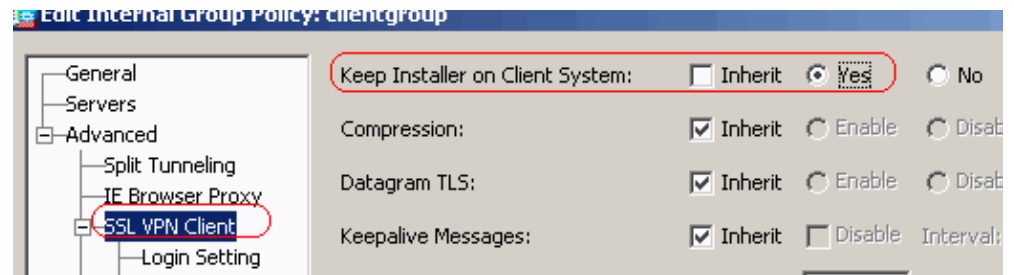 Edit Internal Group Policy: clientgroup
General
Servers
Advanced
Split Tunneling
IE Browser Proxy
SSL VPN Client
Login Setting
Keep Installer on Client System: Inherit Yes No
Compression: Inherit Enable Disab
Datagram TLS: Inherit Enable Disab
Keepalive Messages: Inherit Disable Interval: